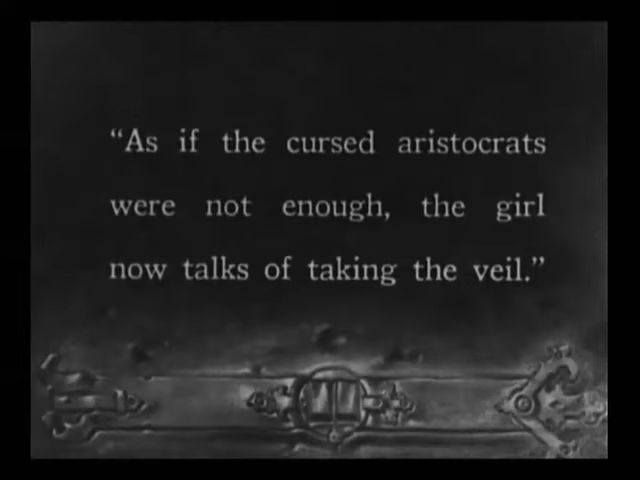 “As if the cursed aristocrats
were not enough, the girl
now talks of taking the veil.”